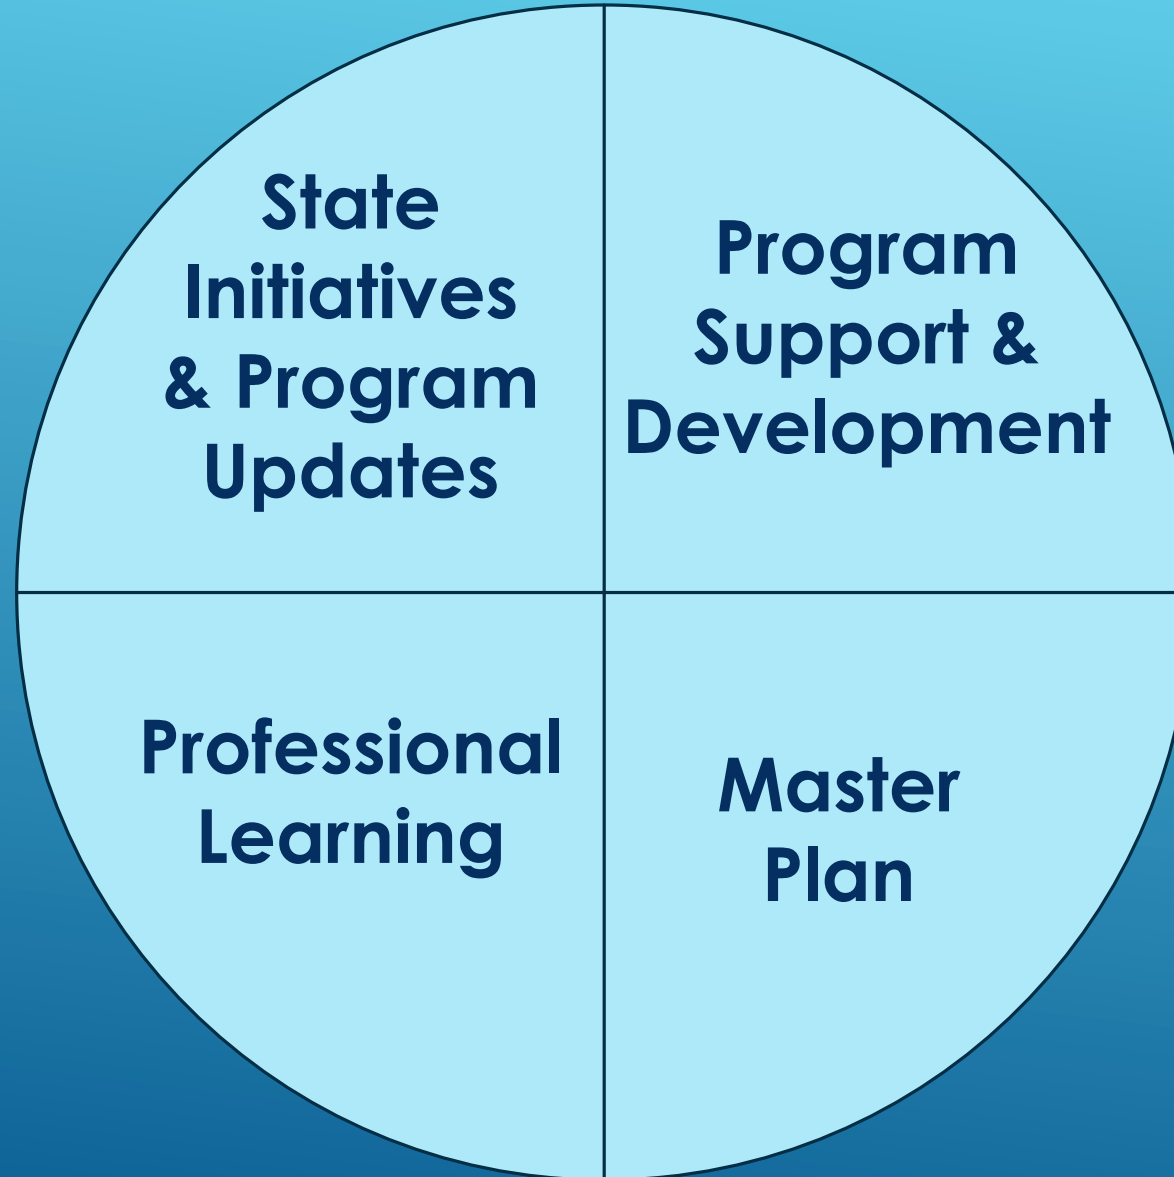 State
Initiatives
& Program
Updates
Program
Support &
Development
Professional
Learning
Master
Plan